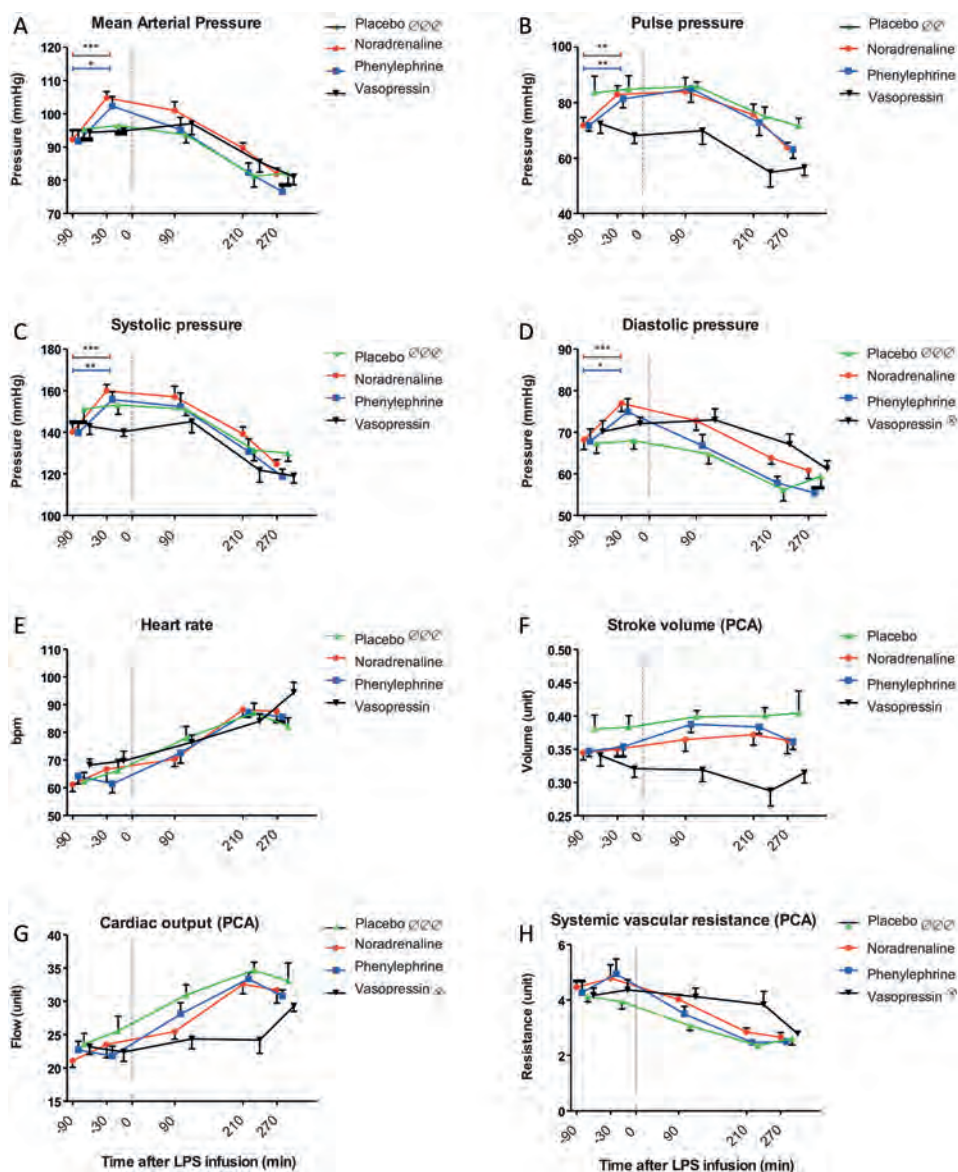 A
Mean Arterial Pressure
Pressure (mmHg)
120
110
100
90
80
70
***
*
-90
-30
0
90
210
270
Placebo ∅∅∅
Noradrenaline
Phenylephrine
Vasopressin
B
Pulse pressure
Pressure (mmHg)
100
80
60
40
**
**
-90
-30
0
90
210
270
Placebo ∅∅
Noradrenaline
Phenylephrine
Vasopressin
C
Systolic pressure
Pressure (mmHg)
180
160
140
120
100
***
**
-90
-30
0
90
210
270
Placebo ∅∅∅
Noradrenaline
Phenylephrine
Vasopressin
D
Diastolic pressure
Pressure (mmHg)
90
80
70
60
50
***
*
-90
-30
0
90
210
270
Placebo ∅∅∅
Noradrenaline
Phenylephrine
Vasopressin
E
Heart rate
bpm
110
100
90
80
70
60
50
-90
-30
0
90
210
270
Placebo ∅∅∅
Noradrenaline
Phenylephrine
Vasopressin
F
Stroke volume (PCA)
Volume (unit)
0.50
0.45
0.40
0.35
0.30
0.25
-90
-30
0
90
210
270
Placebo
Noradrenaline
Phenylephrine
Vasopressin
G
Cardiac output (PCA)
Flow (unit)
40
35
30
25
20
15
-90
-30
0
90
210
270
Time after LPS infusion (min)
Placebo ∅∅∅
Noradrenaline
Phenylephrine
Vasopressin
H
Systemic vascular resistance (PCA)
Resistance (unit)
6
4
2
0
-90
-30
0
90
210
270
Time after LPS infusion (min)
Placebo ∅∅∅
Noradrenaline
Phenylephrine
Vasopressin